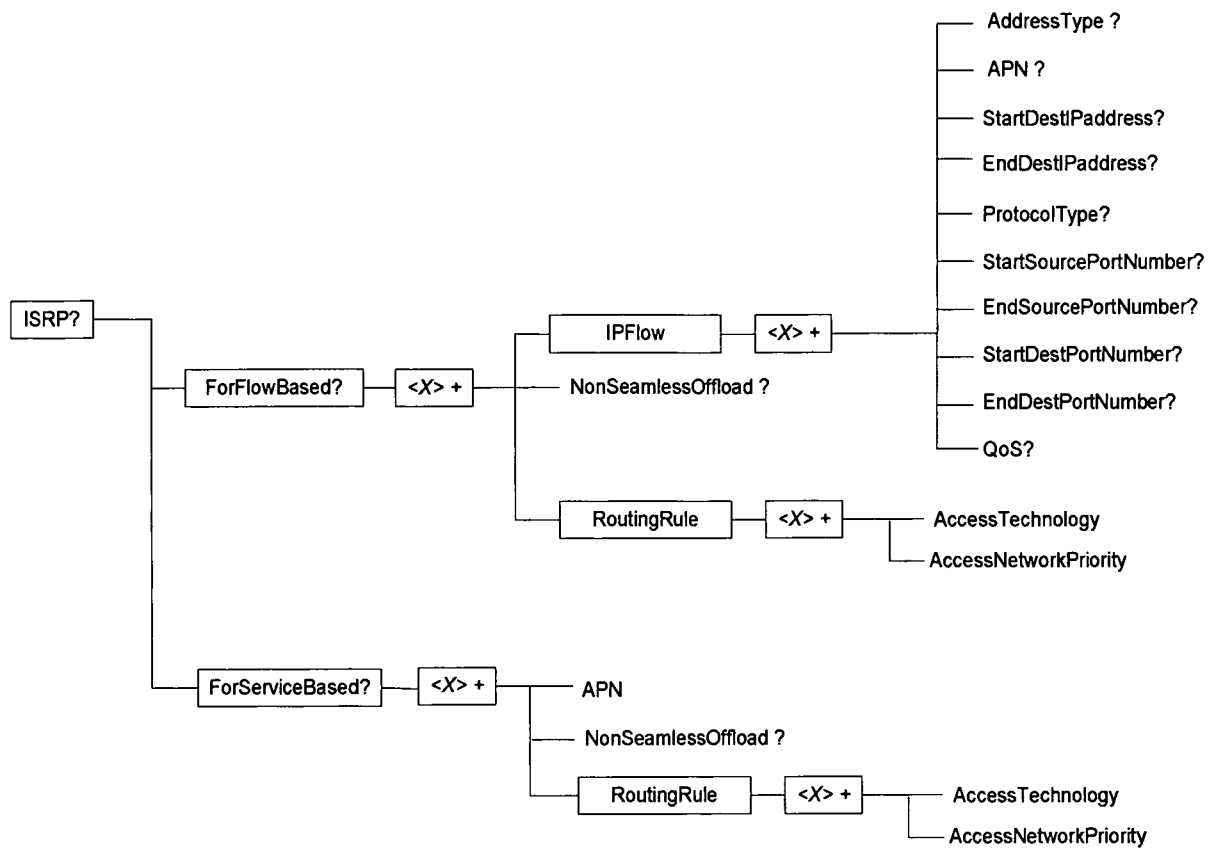 AddressType ?
APN ?
StartDestIPaddress?
EndDestIPaddress?
ProtocolType?
StartSourcePortNumber?
EndSourcePortNumber?
StartDestPortNumber?
EndDestPortNumber?
QoS?
ISRP?
IPFlow
<X> +
ForFlowBased?
<X> +
NonSeamlessOffload ?
RoutingRule
<X> +
AccessTechnology
AccessNetworkPriority
ForServiceBased?
<X> +
APN
NonSeamlessOffload ?
RoutingRule
<X> +
AccessTechnology
AccessNetworkPriority